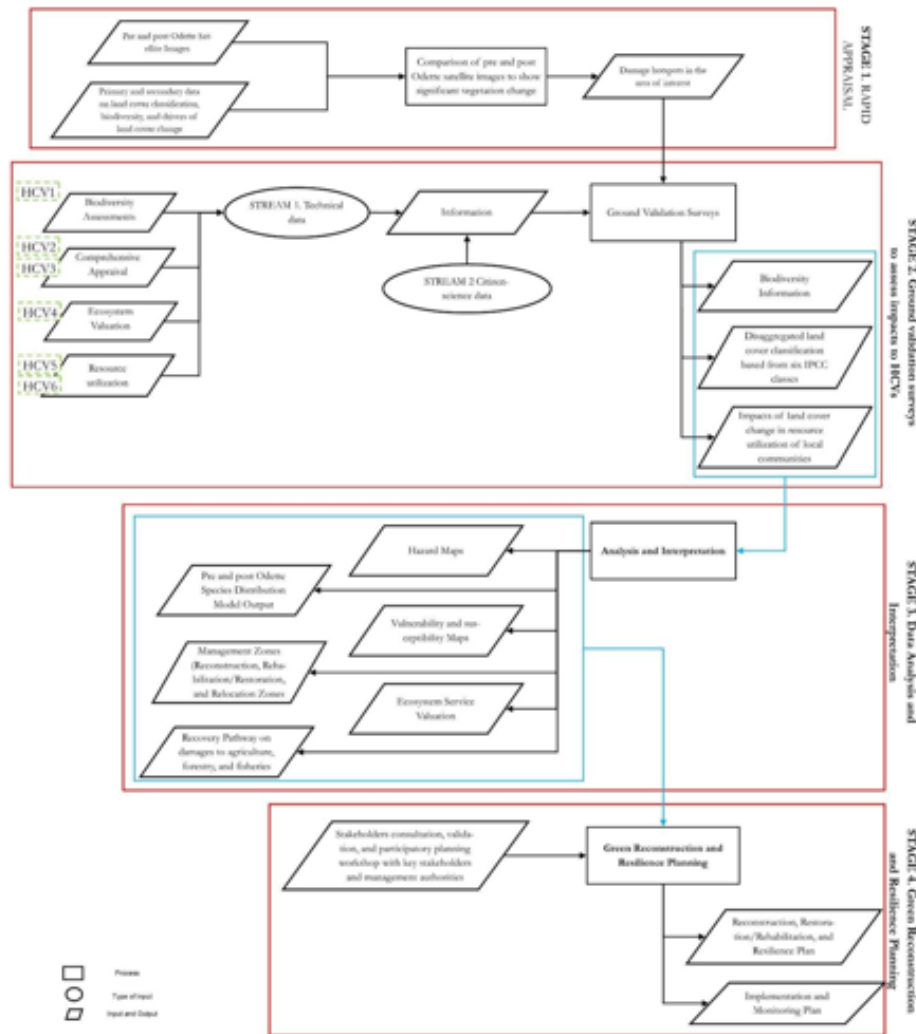 Pre and post Odette Sat-
ellite Images
Primary and secondary data
on land cover classification,
biodiversity, and drivers of
land cover change
Comparison of pre and post
Odette satellite images to show
significant vegetation change
Damage hotspots in the
area of interest
STAGE 1. RAPID
APPRAISAL
HCV1
Biodiversity
Assessments
HCV2
HCV3
Comprehensive
Appraisal
HCV4
Ecosystem
Valuation
HCV5
HCV6
Resource
utilization
STREAM 1. Technical
data
Information
STREAM 2 Citizen-
science data
Ground Validation Surveys
Biodiversity
Information
Disaggregated land
cover classification
based from six IPCC
classes
Impacts of land cover
change in resource
utilization of local
communities
STAGE 2. Ground validation surveys
to assess impacts to HCVs
Analysis and Interpretation
Hazard Maps
Pre and post Odette
Species Distribution
Model Output
Vulnerability and sus-
ceptibility Maps
Management Zones
(Reconstruction, Reha-
bilitation/Restoration,
and Relocation Zones
Ecosystem Service
Valuation
Recovery Pathway on
damages to agriculture,
forestry, and fisheries
STAGE 3. Data Analysis and
Interpretation
Stakeholders consultation, valida-
tion, and participatory planning
workshop with key stakeholders
and management authorities
Green Reconstruction and
Resilience Planning
Reconstruction, Restora-
tion/Rehabilitation, and
Resilience Plan
Implementation and
Monitoring Plan
STAGE 4. Green Reconstruction
and Resilience Planning
Process
Type of Input
Input and Output